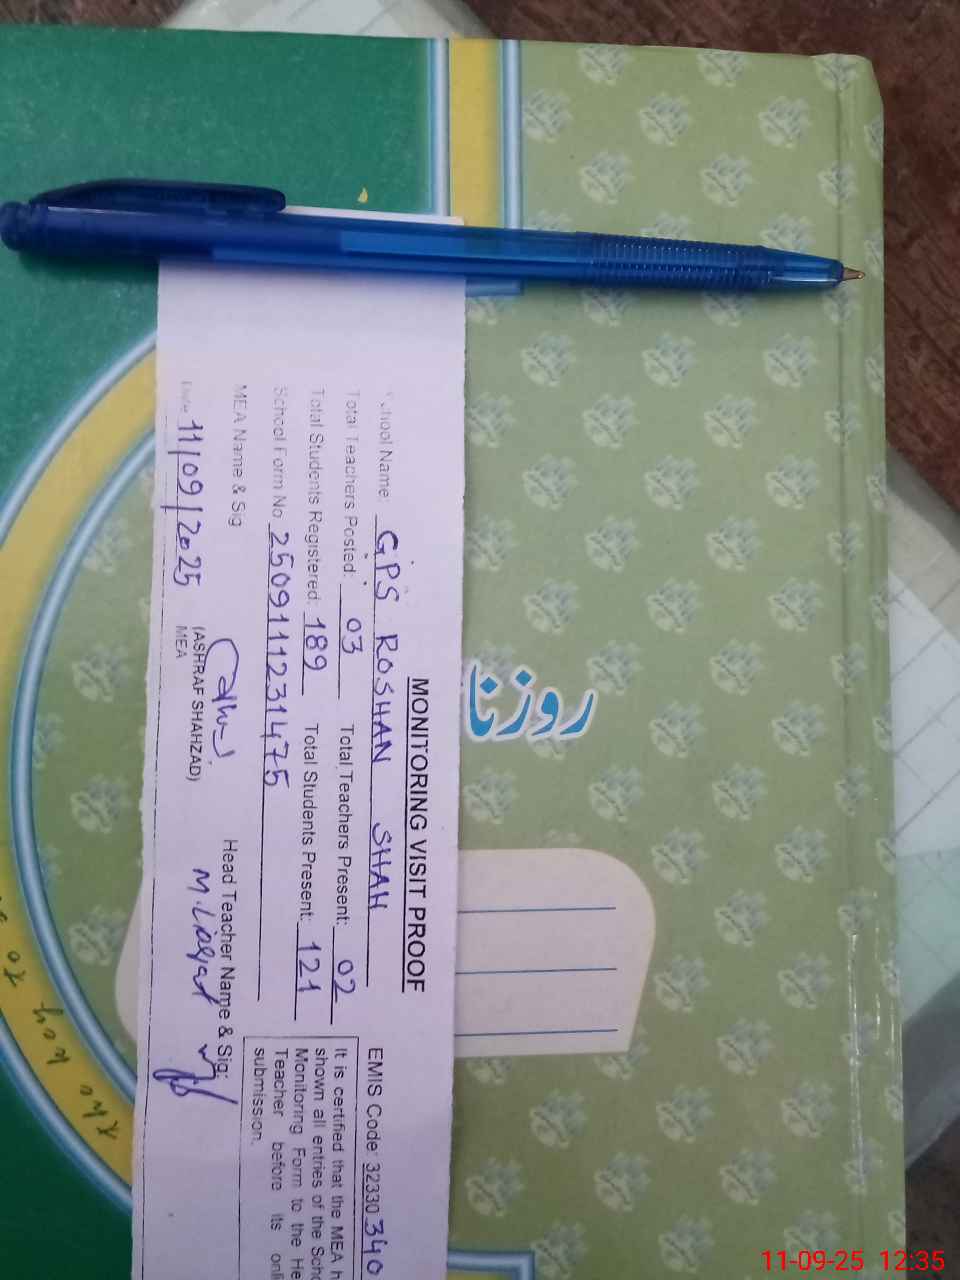 MONITORING VISIT PROOF
School Name: GPS ROSHAN SHAH EMIS Code: 32330340
Total Teachers Posted: 03 Total Teachers Present: 02
Total Students Registered: 189 Total Students Present: 121
School Form No 2509111231475
It is certified that the MEA h
shown all entries of the Scho
Monitoring Form to the He
Teacher before its onli
submission.
MEA Name & Sig Head Teacher Name & Sig:
(ASHRAF SHAHZAD) M. Liaqat
MEA
Date 11/09/2025
روزنا
11-09-25 12:35